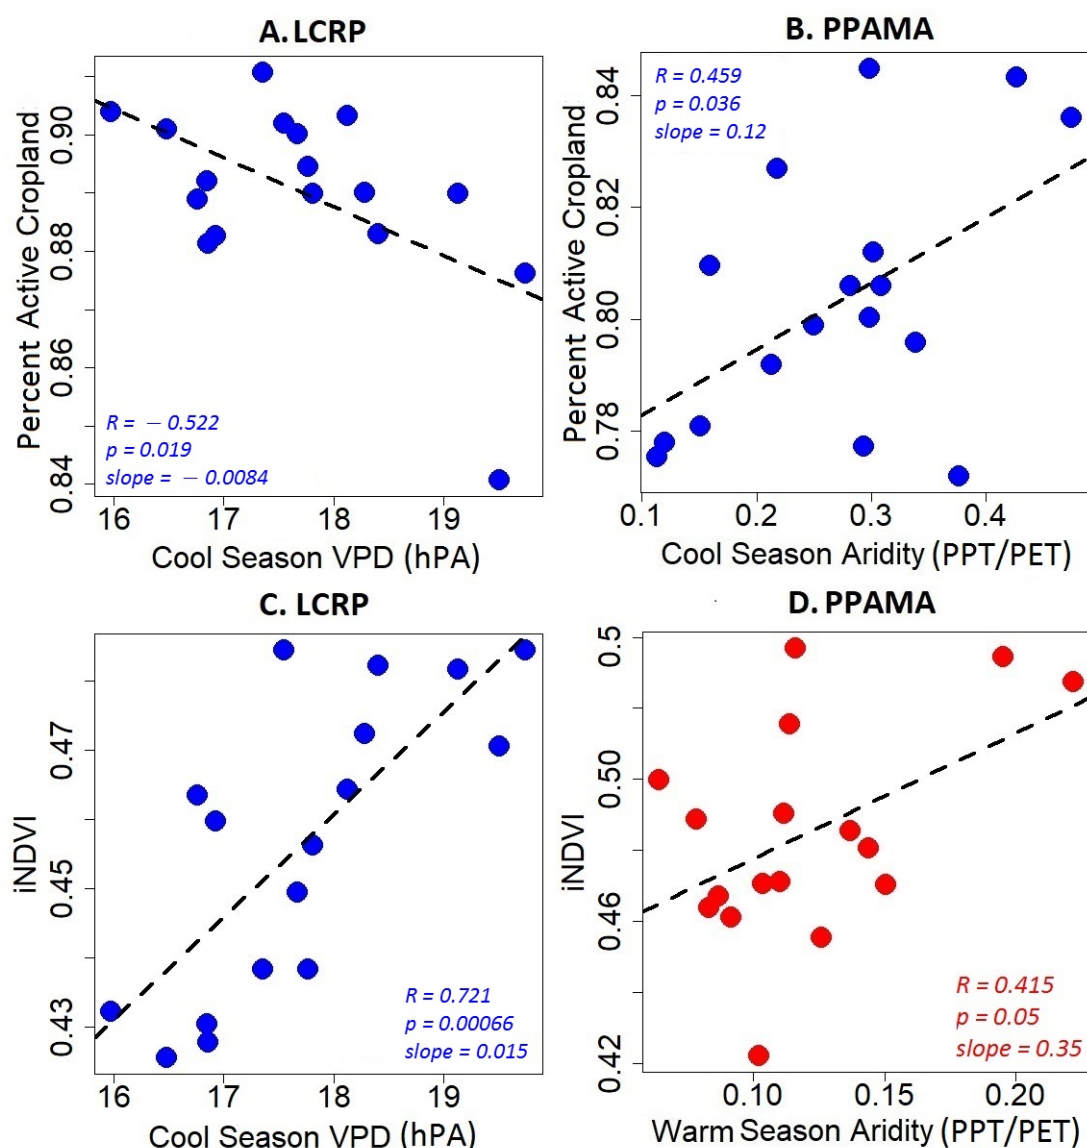 A. LCRP
Percent Active Cropland
0.90
0.88
0.86
0.84
R = − 0.522
p = 0.019
slope = − 0.0084
16 17 18 19
Cool Season VPD (hPA)
B. PPAMA
Percent Active Cropland
0.84
0.82
0.80
0.78
R = 0.459
p = 0.036
slope = 0.12
0.1 0.2 0.3 0.4
Cool Season Aridity (PPT/PET)
C. LCRP
iNDVI
0.47
0.45
0.43
R = 0.721
p = 0.00066
slope = 0.015
16 17 18 19
Cool Season VPD (hPA)
D. PPAMA
iNDVI
0.5
0.50
0.46
0.42
R = 0.415
p = 0.05
slope = 0.35
0.10 0.15 0.20
Warm Season Aridity (PPT/PET)